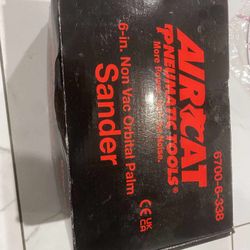 AIRCAT
PNEUMATIC TOOLS®
6-in. Non Vac Orbital Palm
Sander
6700-6-338
CE UK
CA